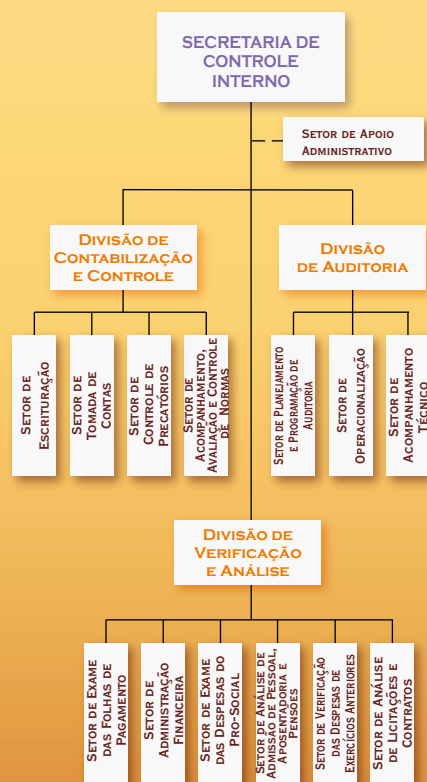 SECRETARIA DE
CONTROLE
INTERNO
SETOR DE APOIO
ADMINISTRATIVO
DIVISÃO DE
CONTABILIZAÇÃO
E CONTROLE
DIVISÃO
DE AUDITORIA
SETOR DE
ESCRITURAÇÃO
SETOR DE
TOMADA DE
CONTAS
SETOR DE
CONTROLE DE
PRECATÓRIOS
SETOR DE
ACOMPANHAMENTO,
AVALIAÇÃO E CONTROLE
DE NORMAS
SETOR DE PLANEJAMENTO
E PROGRAMAÇÃO DE
AUDITORIA
SETOR DE
OPERACIONALIZAÇÃO
SETOR DE
ACOMPANHAMENTO
TÉCNICO
DIVISÃO DE
VERIFICAÇÃO
E ANÁLISE
SETOR DE EXAME
DAS FOLHAS DE
PAGAMENTO
SETOR DE
ADMINISTRAÇÃO
FINANCEIRA
SETOR DE EXAME
DAS DESPESAS DO
PRO-SOCIAL
SETOR DE ANÁLISE DE
ADMISSÃO DE PESSOAL,
APOSENTADORIA E
PENSÕES
SETOR DE VERIFICAÇÃO
DAS DESPESAS DE
EXERCÍCIOS ANTERIORES
SETOR DE ANÁLISE
DE LICITAÇÕES E
CONTRATOS